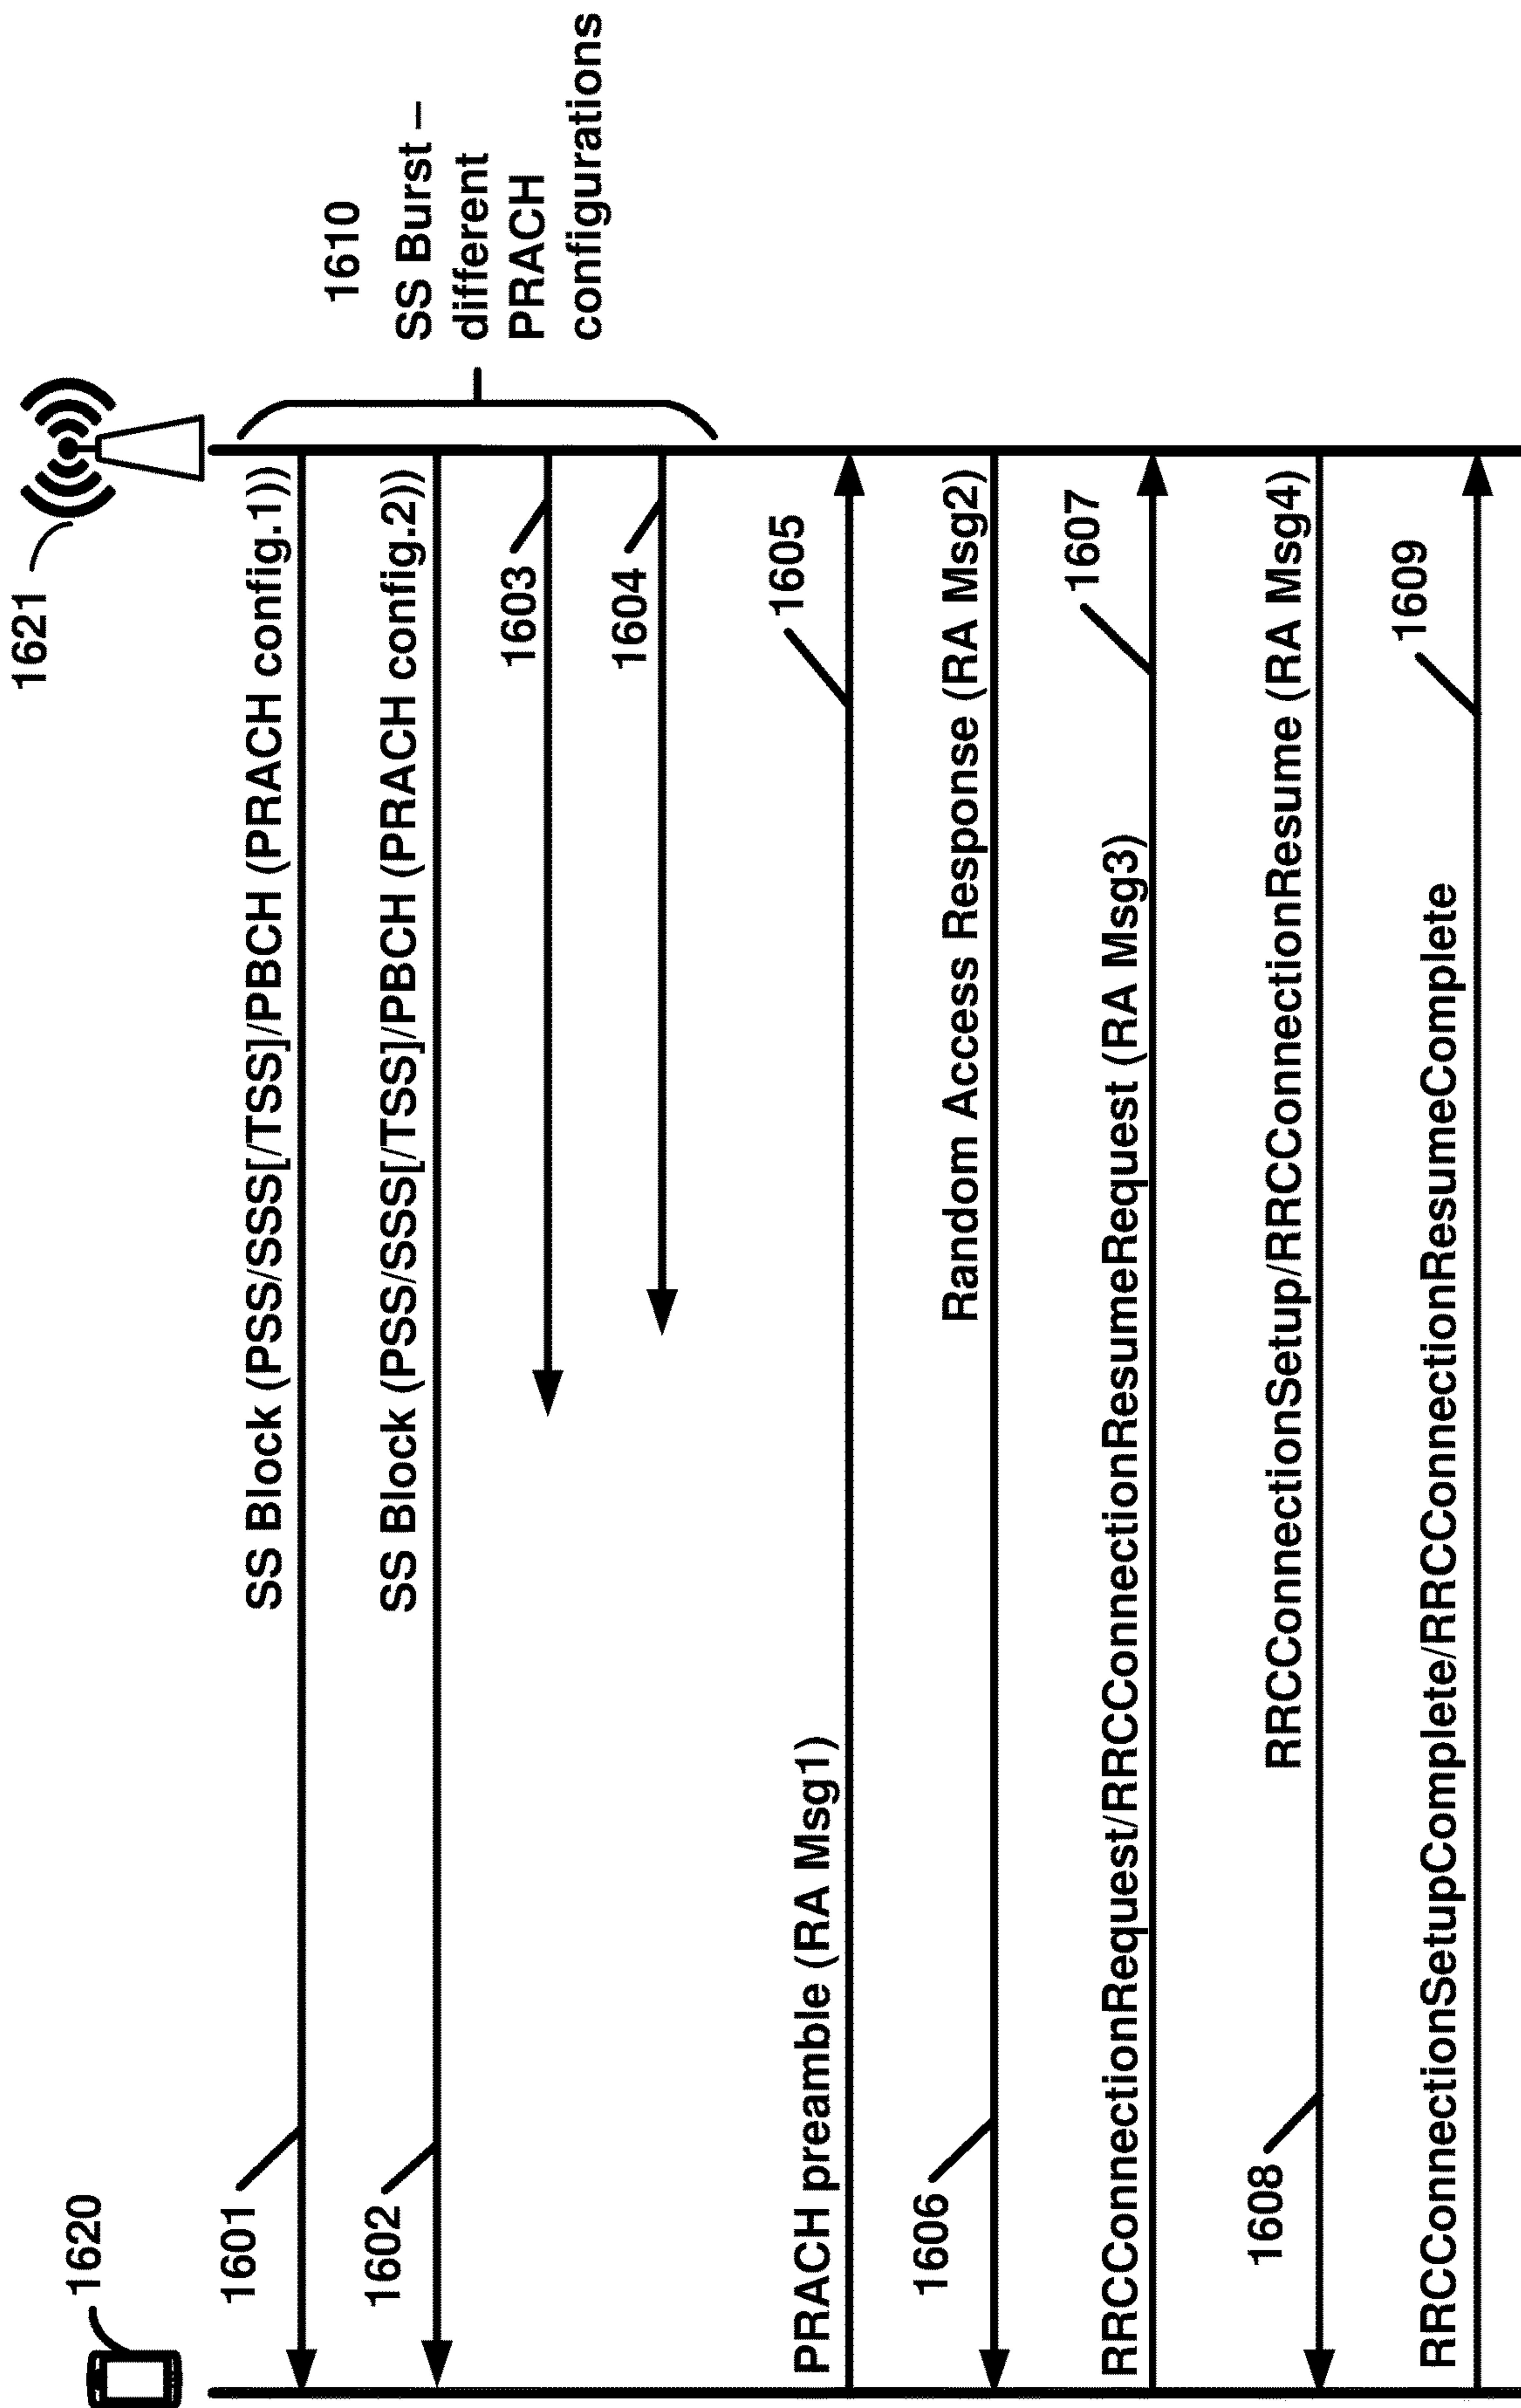 1620
1621
SS Block (PSS/SSS[/TSS]/PBCH (PRACH config.1))
1601
SS Block (PSS/SSS[/TSS]/PBCH (PRACH config.2))
1602
1603
1604
1610
SS Burst –
different
PRACH
configurations
PRACH preamble (RA Msg1)
1605
Random Access Response (RA Msg2)
1606
RRCConnectionRequest/RRCConnectionResumeRequest (RA Msg3)
1607
RRCConnectionSetup/RRCConnectionResume (RA Msg4)
1608
RRCConnectionSetupComplete/RRCConnectionResumeComplete
1609